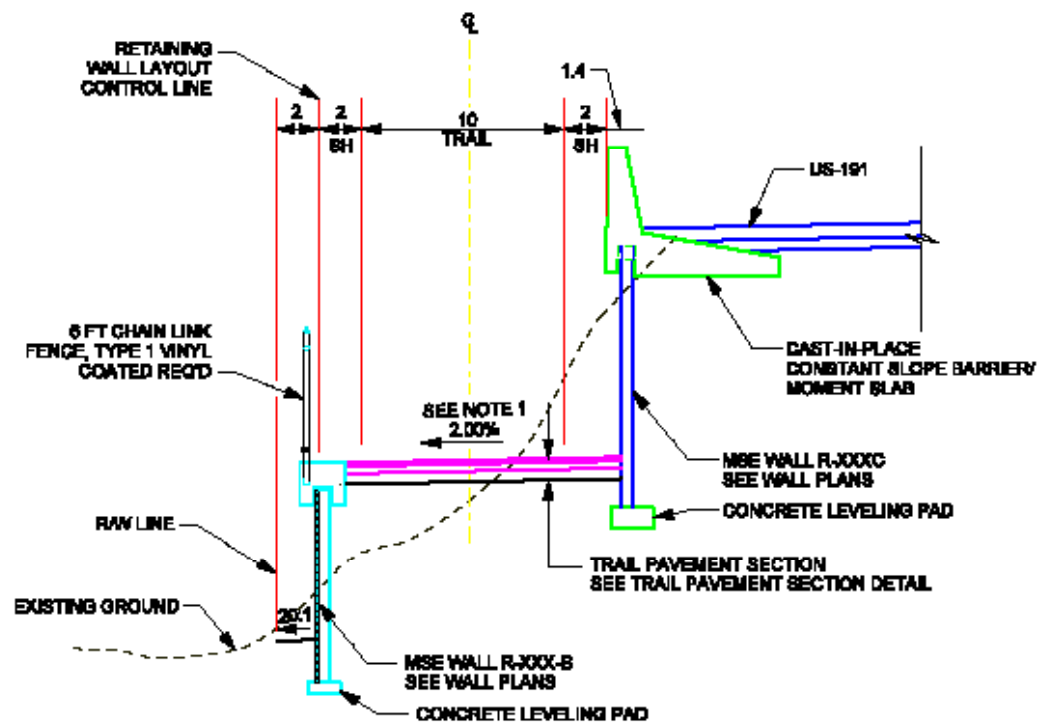 ℄
RETAINING
WALL LAYOUT
CONTROL LINE
1.4
2
2
10
2
SH
TRAIL
SH
US-191
6 FT CHAIN LINK
FENCE, TYPE 1 VINYL
COATED REQ'D
CAST-IN-PLACE
CONSTANT SLOPE BARRIER/
MOMENT SLAB
SEE NOTE 1
2.00%
MSE WALL R-XXXC
SEE WALL PLANS
CONCRETE LEVELING PAD
R/W LINE
TRAIL PAVEMENT SECTION
SEE TRAIL PAVEMENT SECTION DETAIL
EXISTING GROUND
20:1
MSE WALL R-XXX-B
SEE WALL PLANS
CONCRETE LEVELING PAD